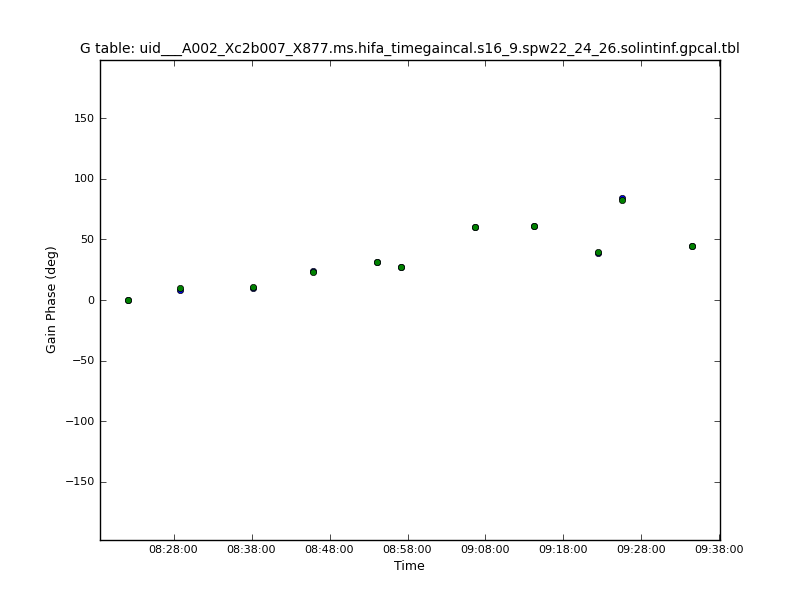 G table: uid___A002_Xc2b007_X877.ms.hifa_timegaincal.s16_9.spw22_24_26.solintinf.gpcal.tbl
150
100
50
0
−50
−100
−150
Gain Phase (deg)
08:28:00 08:38:00 08:48:00 08:58:00 09:08:00 09:18:00 09:28:00 09:38:00
Time